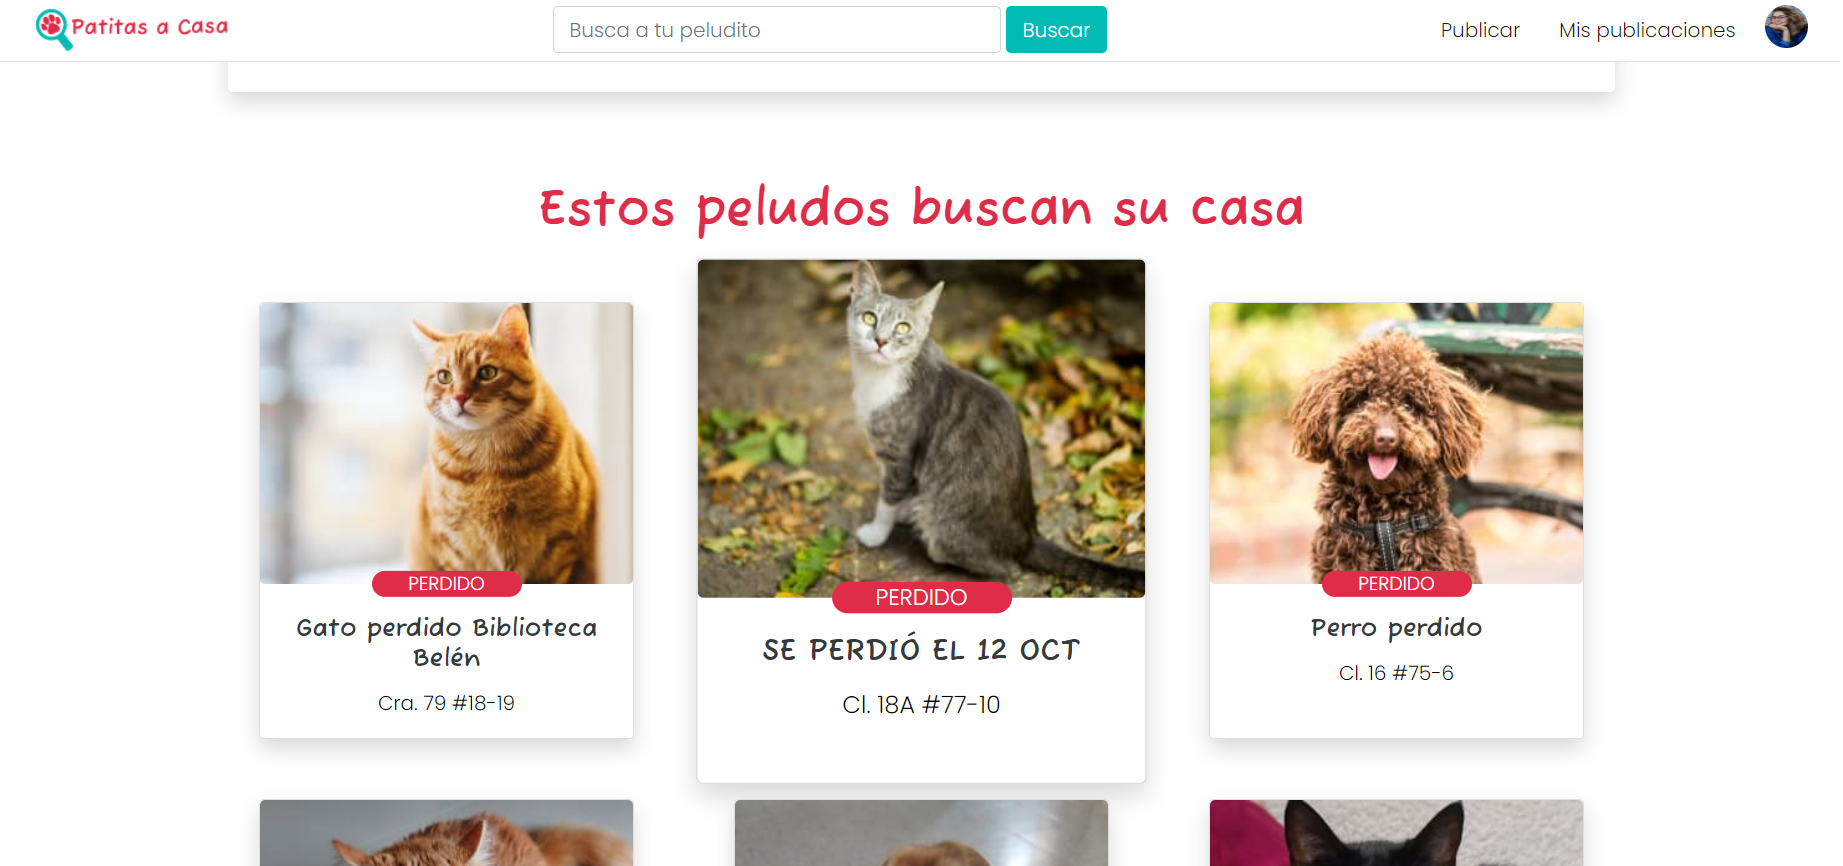 Patitas a Casa
Busca a tu peludito
Buscar
Publicar
Mis publicaciones
Estos peludos buscan su casa
PERDIDO
Gato perdido Biblioteca
Belén
Cra. 79 #18-19
PERDIDO
SE PERDIÓ EL 12 OCT
Cl. 18A #77-10
PERDIDO
Perro perdido
Cl. 16 #75-6